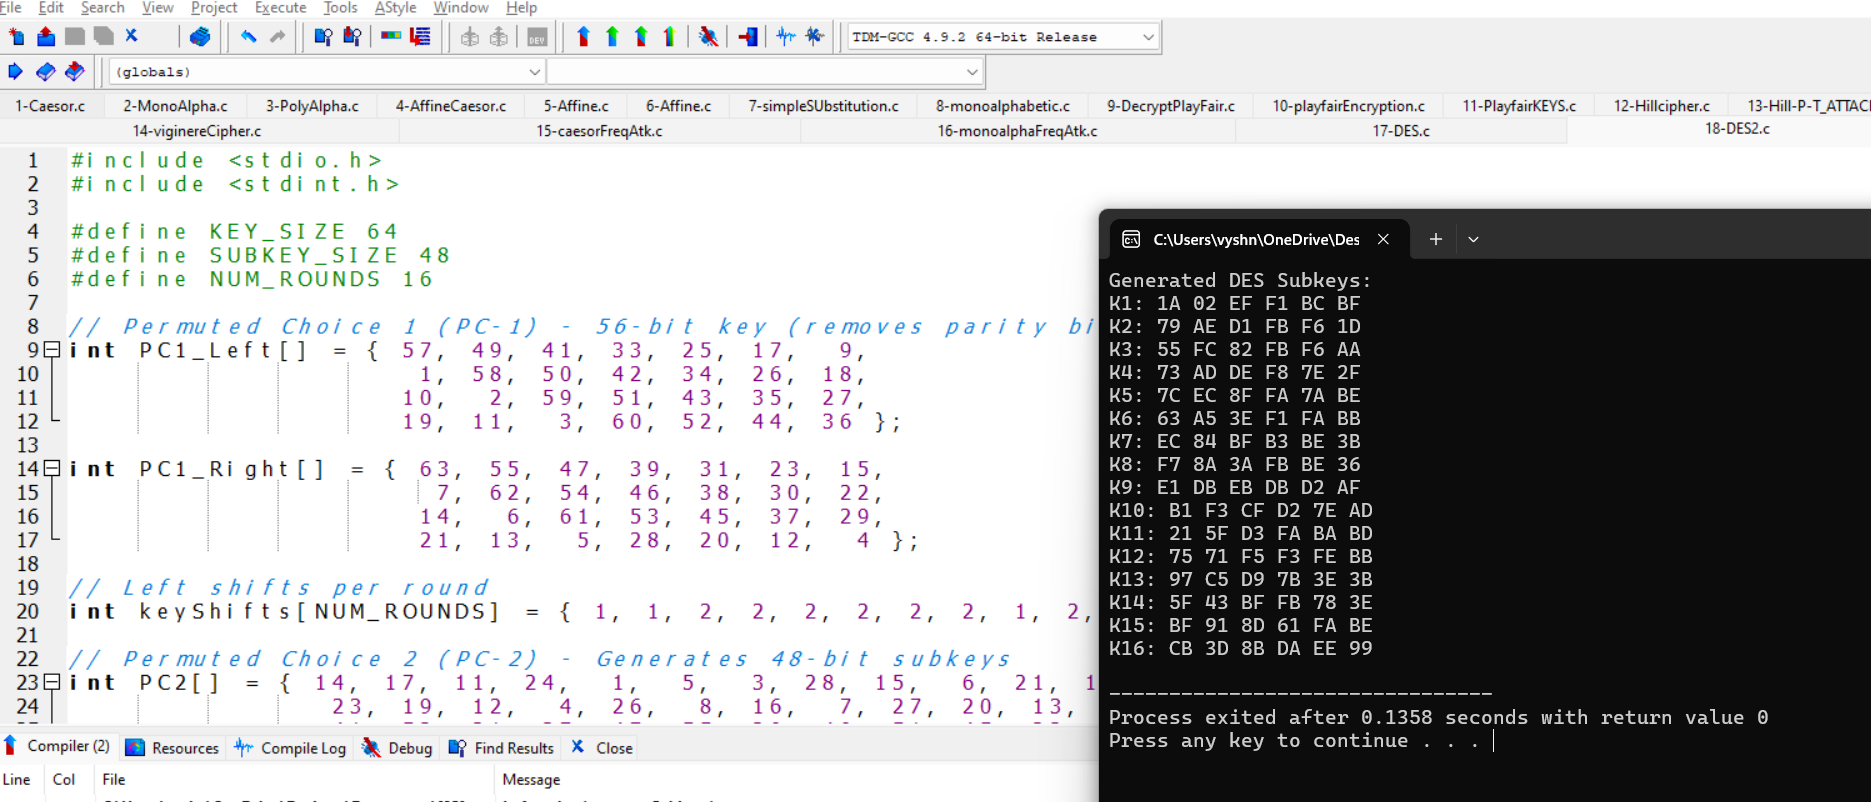 File Edit Search View Project Execute Tools AStyle Window Help
TDM-GCC 4.9.2 64-bit Release
(globals)
1-Caesor.c 2-MonoAlpha.c 3-PolyAlpha.c 4-AffineCaesor.c 5-Affine.c 6-Affine.c 7-simpleSUbstitution.c 8-monoalphabetic.c 9-DecryptPlayFair.c 10-playfairEncryption.c 11-PlayfairKEYS.c 12-Hillcipher.c 13-Hill-P-T_ATTAC
14-viginereCipher.c 15-caesorFreqAtk.c 16-monoalphaFreqAtk.c 17-DES.c 18-DES2.c
1 #include <stdio.h>
2 #include <stdint.h>
3
4 #define KEY_SIZE 64
5 #define SUBKEY_SIZE 48
6 #define NUM_ROUNDS 16
7
8 // Permuted Choice 1 (PC-1) - 56-bit key (removes parity bi
9 int PC1_Left[] = { 57, 49, 41, 33, 25, 17, 9,
10 1, 58, 50, 42, 34, 26, 18,
11 10, 2, 59, 51, 43, 35, 27,
12 19, 11, 3, 60, 52, 44, 36 };
13
14 int PC1_Right[] = { 63, 55, 47, 39, 31, 23, 15,
15 7, 62, 54, 46, 38, 30, 22,
16 14, 6, 61, 53, 45, 37, 29,
17 21, 13, 5, 28, 20, 12, 4 };
18
19 // Left shifts per round
20 int keyShifts[NUM_ROUNDS] = { 1, 1, 2, 2, 2, 2, 2, 2, 1, 2,
21
22 // Permuted Choice 2 (PC-2) - Generates 48-bit subkeys
23 int PC2[] = { 14, 17, 11, 24, 1, 5, 3, 28, 15, 6, 21, 1
24 23, 19, 12, 4, 26, 8, 16, 7, 27, 20, 13,
Compiler (2) Resources Compile Log Debug Find Results Close
Line Col File Message
C:\Users\vyshn\OneDrive\Des
Generated DES Subkeys:
K1: 1A 02 EF F1 BC BF
K2: 79 AE D1 FB F6 1D
K3: 55 FC 82 FB F6 AA
K4: 73 AD DE F8 7E 2F
K5: 7C EC 8F FA 7A BE
K6: 63 A5 3E F1 FA BB
K7: EC 84 BF B3 BE 3B
K8: F7 8A 3A FB BE 36
K9: E1 DB EB DB D2 AF
K10: B1 F3 CF D2 7E AD
K11: 21 5F D3 FA BA BD
K12: 75 71 F5 F3 FE BB
K13: 97 C5 D9 7B 3E 3B
K14: 5F 43 BF FB 78 3E
K15: BF 91 8D 61 FA BE
K16: CB 3D 8B DA EE 99
--------------------------------
Process exited after 0.1358 seconds with return value 0
Press any key to continue . . .